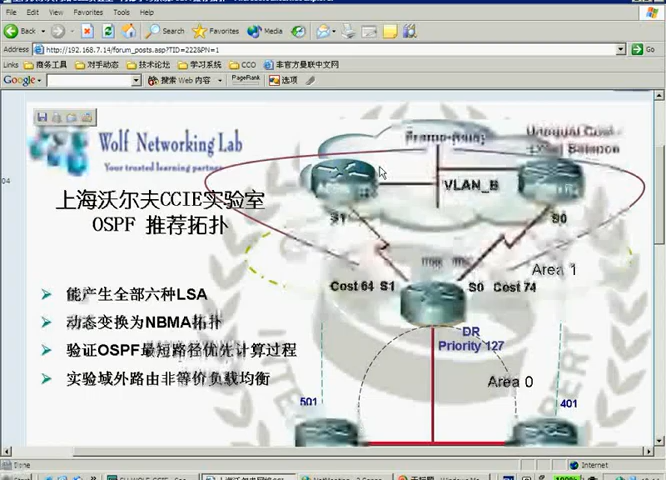 File Edit View Favorites Tools Help
Back Search Favorites Media
Address http://192.168.7.14/forum_posts.asp?TID=222&PN=1 Go
Links 商务工具 对手动态 技术论坛 学习系统 CCO 非官方曼联中文网
Google 搜索 Web 内容 PageRank 选项
Wolf Networking Lab
Your trusted learning partner
上海沃尔夫CCIE实验室
OSPF 推荐拓扑
能产生全部六种LSA
动态变换为NBMA拓扑
验证OSPF最短路径优先计算过程
实验域外路由非等价负载均衡
04
Frame-Relay
Unequal Cost
Balance
VLAN_B
S1 S0
Area 1
Cost 64 S1 S0 Cost 74
DR
Priority 127
Area 0
501 401
Done Internet